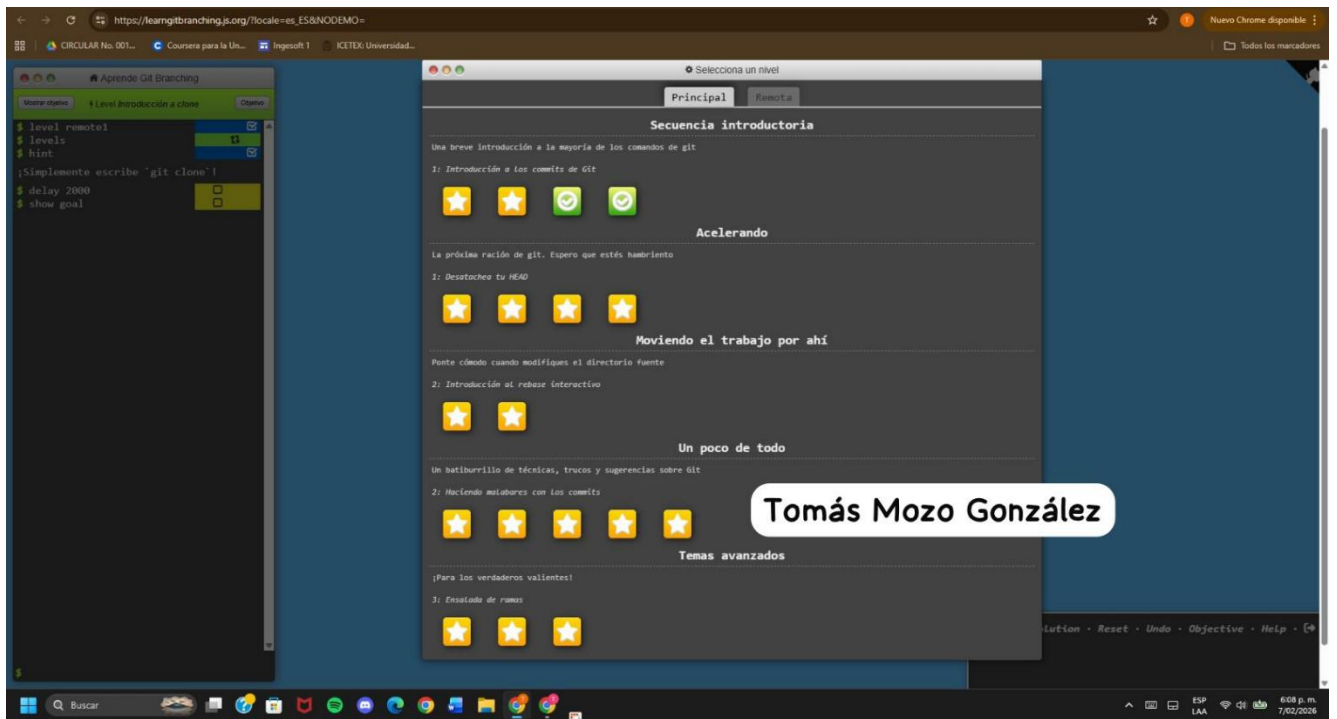 https://learngitbranching.js.org/?locale=es_ES&NODEMO=
Nuevo Chrome disponible
CIRCULAR No. 001...
Coursera para la Un...
Ingesoft 1
ICETEX: Universidad...
Todos los marcadores
Aprende Git Branching
Mostrar objetivo
Level Introducción a clone
Objetivo
$ level remote1
$ levels
$ hint
¡Simplemente escribe `git clone`!
$ delay 2000
$ show goal
$
Selecciona un nivel
Principal
Remota
Secuencia introductoria
Una breve introducción a la mayoría de los comandos de git
1: Introducción a los commits de Git
Acelerando
La próxima ración de git. Espero que estés hambriento
1: Desatachea tu HEAD
Moviendo el trabajo por ahí
Ponte cómodo cuando modifiques el directorio fuente
2: Introducción al rebase interactivo
Un poco de todo
Un batiburrillo de técnicas, trucos y sugerencias sobre Git
2: Haciendo malabares con los commits
Tomás Mozo González
Temas avanzados
¡Para los verdaderos valientes!
3: Ensalada de ramas
lution · Reset · Undo · Objective · Help ·
Buscar
ESP
LAA
6:08 p. m.
7/02/2026